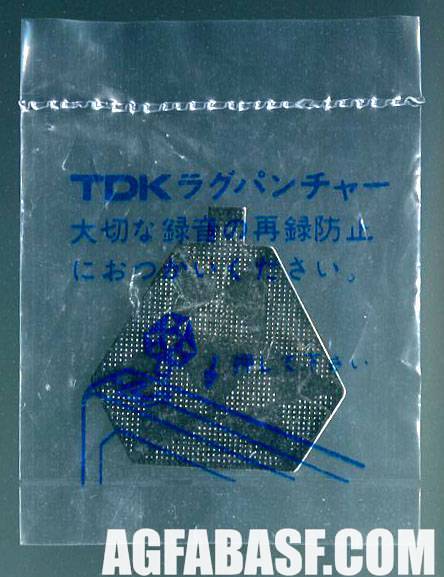 TDKラグパンチャー
大切な録音の再録防止
におつかいください。
押して下さい
AGFABASF.COM